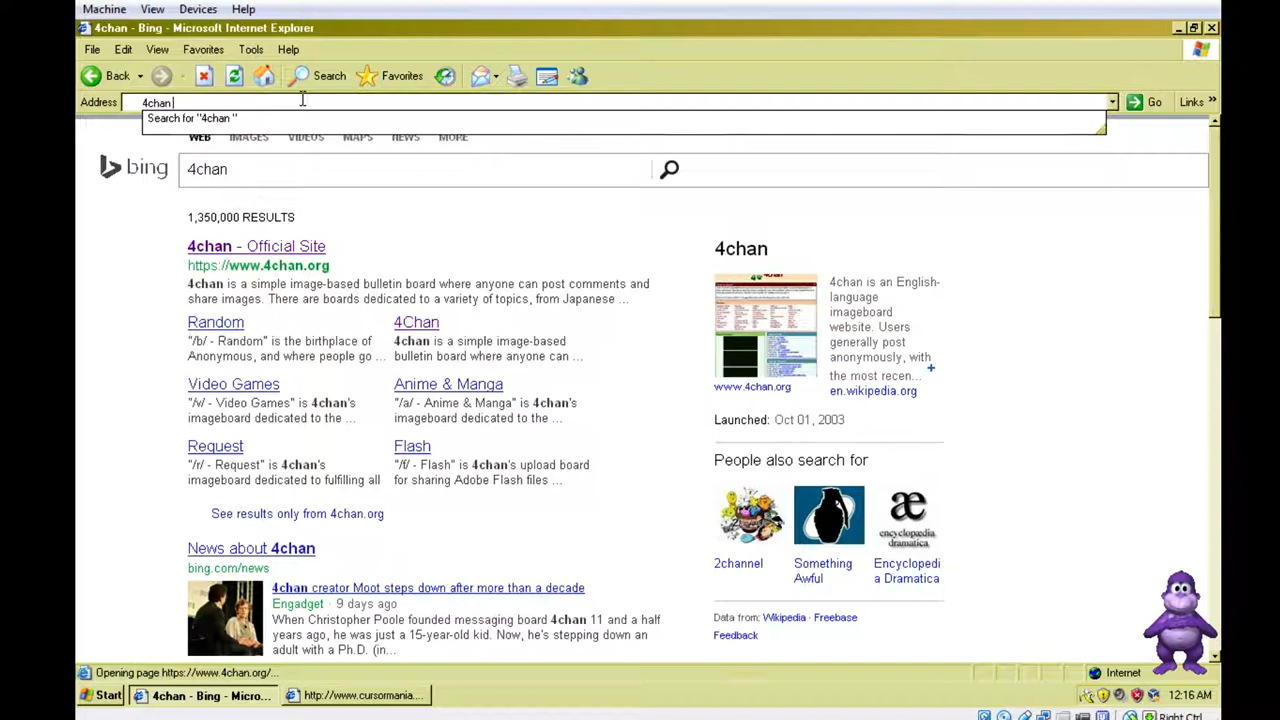 Machine View Devices Help
4chan - Bing - Microsoft Internet Explorer
File Edit View Favorites Tools Help
Back Search Favorites
Address 4chan Go Links »
Search for "4chan "
WEB IMAGES VIDEOS MAPS NEWS MORE
bing 4chan
1,350,000 RESULTS
4chan - Official Site
https://www.4chan.org
4chan is a simple image-based bulletin board where anyone can post comments and
share images. There are boards dedicated to a variety of topics, from Japanese ...
Random
"/b/ - Random" is the birthplace of
Anonymous, and where people go ...
4Chan
4chan is a simple image-based
bulletin board where anyone can ...
Video Games
"/v/ - Video Games" is 4chan's
imageboard dedicated to the ...
Anime & Manga
"/a/ - Anime & Manga" is 4chan's
imageboard dedicated to the ...
Request
"/r/ - Request" is 4chan's
imageboard dedicated to fulfilling all
Flash
"/f/ - Flash" is 4chan's upload board
for sharing Adobe Flash files ...
See results only from 4chan.org
News about 4chan
bing.com/news
4chan creator Moot steps down after more than a decade
Engadget · 9 days ago
When Christopher Poole founded messaging board 4chan 11 and a half
years ago, he was just a 15-year-old kid. Now, he's stepping down an
adult with a Ph.D. (in...
4chan
4chan is an English-
language
imageboard
website. Users
generally post
anonymously, with
the most recen... +
www.4chan.org
en.wikipedia.org
Launched: Oct 01, 2003
People also search for
2channel
Something
Awful
encyclopædia
dramatica
Encyclopedi
a Dramatica
Data from: Wikipedia · Freebase
Feedback
Opening page https://www.4chan.org/...
Internet
Start 4chan - Bing - Micro... http://www.cursormania.... 12:16 AM
Right Ctrl